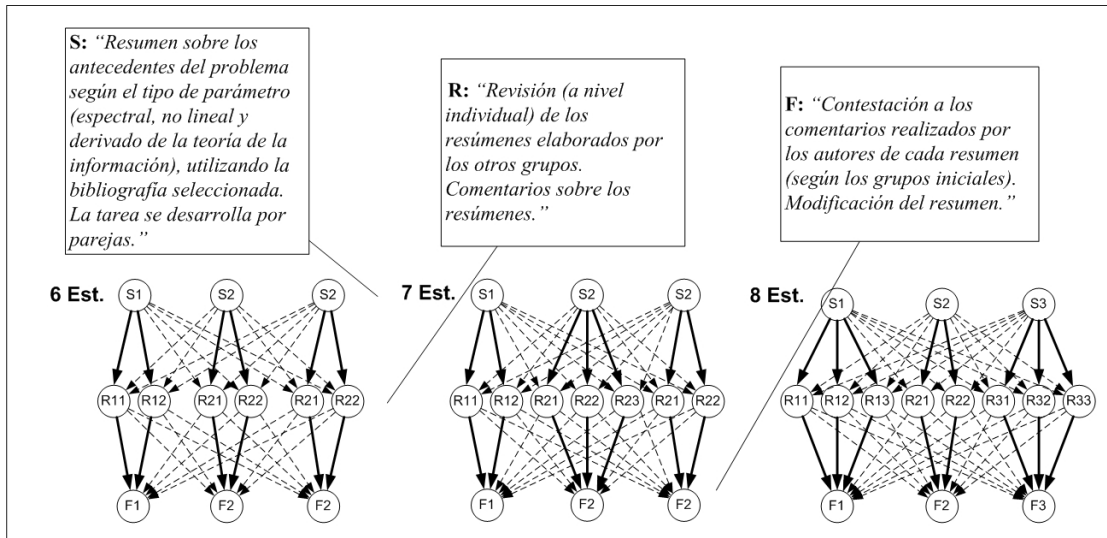 S: “Resumen sobre los
antecedentes del problema
según el tipo de parámetro
(espectral, no lineal y
derivado de la teoría de la
información), utilizando la
bibliografía seleccionada.
La tarea se desarrolla por
parejas.”
R: “Revisión (a nivel
individual) de los
resúmenes elaborados por
los otros grupos.
Comentarios sobre los
resúmenes.”
F: “Contestación a los
comentarios realizados por
los autores de cada resumen
(según los grupos iniciales).
Modificación del resumen.”
6 Est.
S1 S2 S2
R11 R12 R21 R22 R21 R22
F1 F2 F2
7 Est.
S1 S2 S2
R11 R12 R21 R22 R23 R21 R22
F1 F2 F2
8 Est.
S1 S2 S3
R11 R12 R13 R21 R22 R31 R32 R33
F1 F2 F3